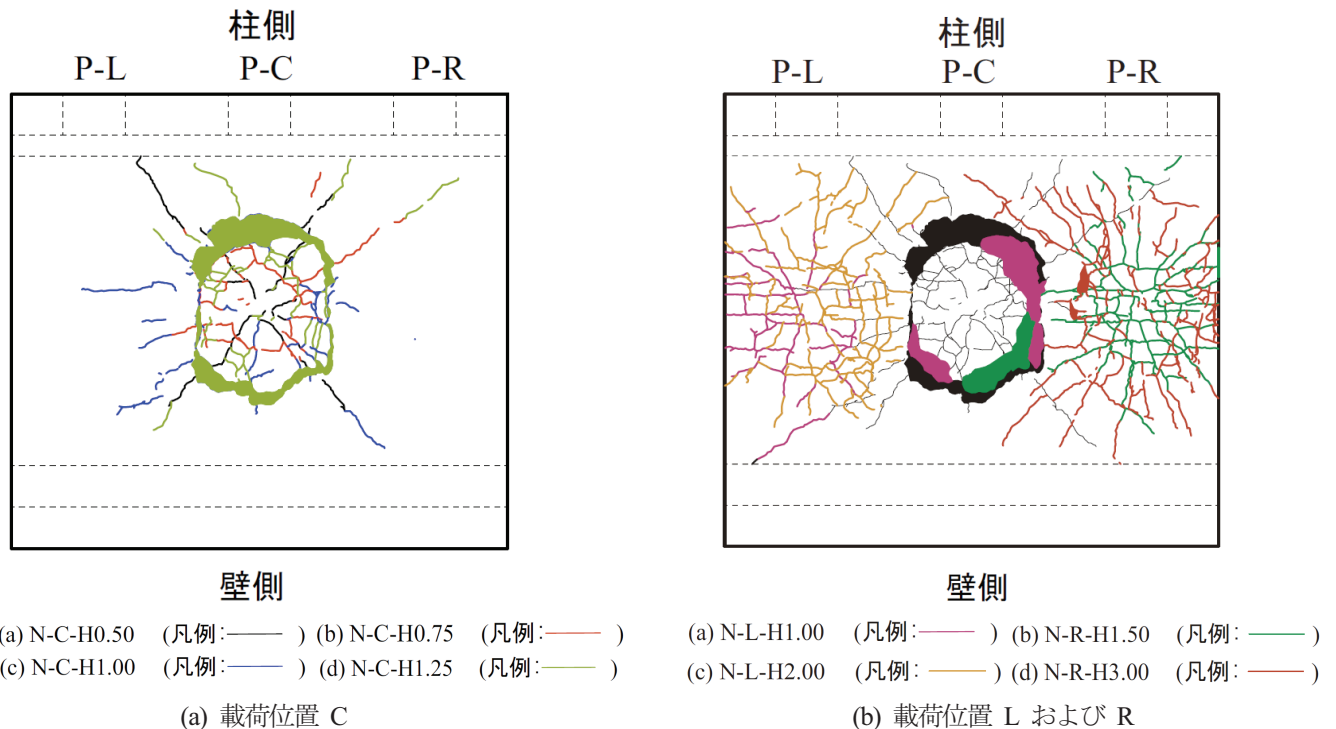 柱側
P-L P-C P-R
壁側
(a) N-C-H0.50 (凡例: ) (b) N-C-H0.75 (凡例: )
(c) N-C-H1.00 (凡例: ) (d) N-C-H1.25 (凡例: )
(a) 載荷位置 C
柱側
P-L P-C P-R
壁側
(a) N-L-H1.00 (凡例: ) (b) N-R-H1.50 (凡例: )
(c) N-L-H2.00 (凡例: ) (d) N-R-H3.00 (凡例: )
(b) 載荷位置 L および R